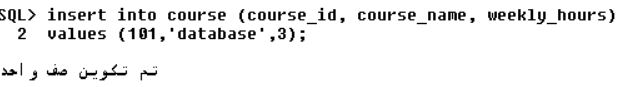 SQL> insert into course (course_id, course_name, weekly_hours)
2 values (101,'database',3);
تم تكوين صف واحد